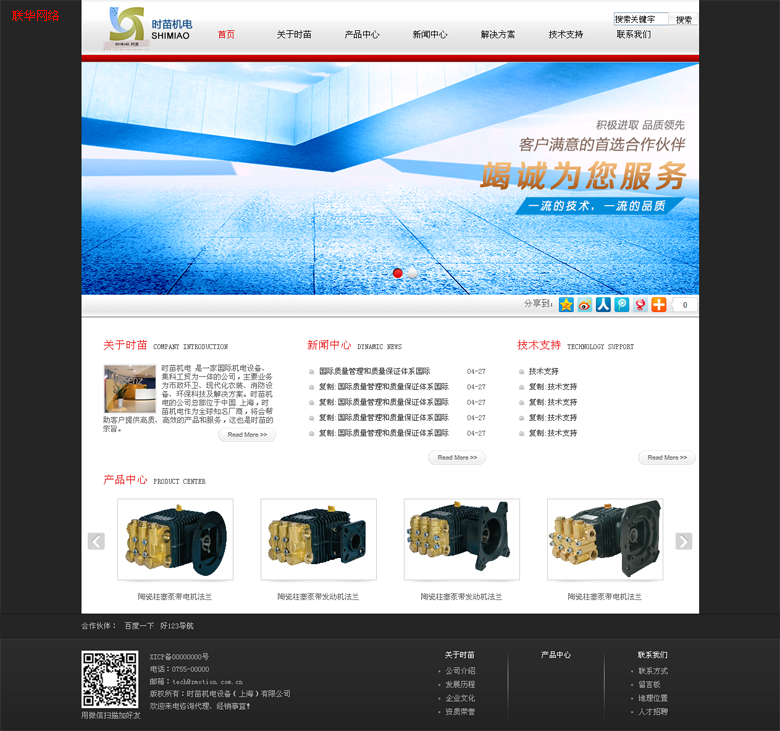 联华网络
时苗机电
SHIMIAO
首页 关于时苗 产品中心 新闻中心 解决方案 技术支持 联系我们
搜索关键字 搜索
积极进取 品质领先
客户满意的首选合作伙伴
竭诚为您服务
一流的技术，一流的品质
分享到： 0
关于时苗 COMPANY INTRODUCTION
时苗机电 是一家国际机电设备、
集科工贸为一体的公司，主要业务
为市政环卫、现代化农装、消防设
备、环保科技及解决方案。时苗机
电的公司总部位于中国.上海，时
苗机电作为全球知名厂商，将会帮
助客户提供高质、高效的产品和服务，这也是时苗的
宗旨。
Read More >>
新闻中心 DYNAMIC NEWS
国际质量管理和质量保证体系国际 04-27
复制:国际质量管理和质量保证体系国际 04-27
复制:国际质量管理和质量保证体系国际 04-27
复制:国际质量管理和质量保证体系国际 04-27
复制:国际质量管理和质量保证体系国际 04-27
Read More >>
技术支持 TECHNOLOGY SUPPORT
技术支持
复制:技术支持
复制:技术支持
复制:技术支持
复制:技术支持
Read More >>
产品中心 PRODUCT CENTER
陶瓷柱塞泵带电机法兰 陶瓷柱塞泵带发动机法兰 陶瓷柱塞泵带发动机法兰 陶瓷柱塞泵带电机法兰
合作伙伴： 百度一下 好123导航
用微信扫描加好友
XICP备00000000号
电话：0755-00000
邮箱：tech@rmotion.com.cn
版权所有：时苗机电设备（上海）有限公司
欢迎来电咨询代理、经销事宜!
关于时苗
公司介绍
发展历程
企业文化
资质荣誉
产品中心
联系我们
联系方式
留言板
地理位置
人才招聘